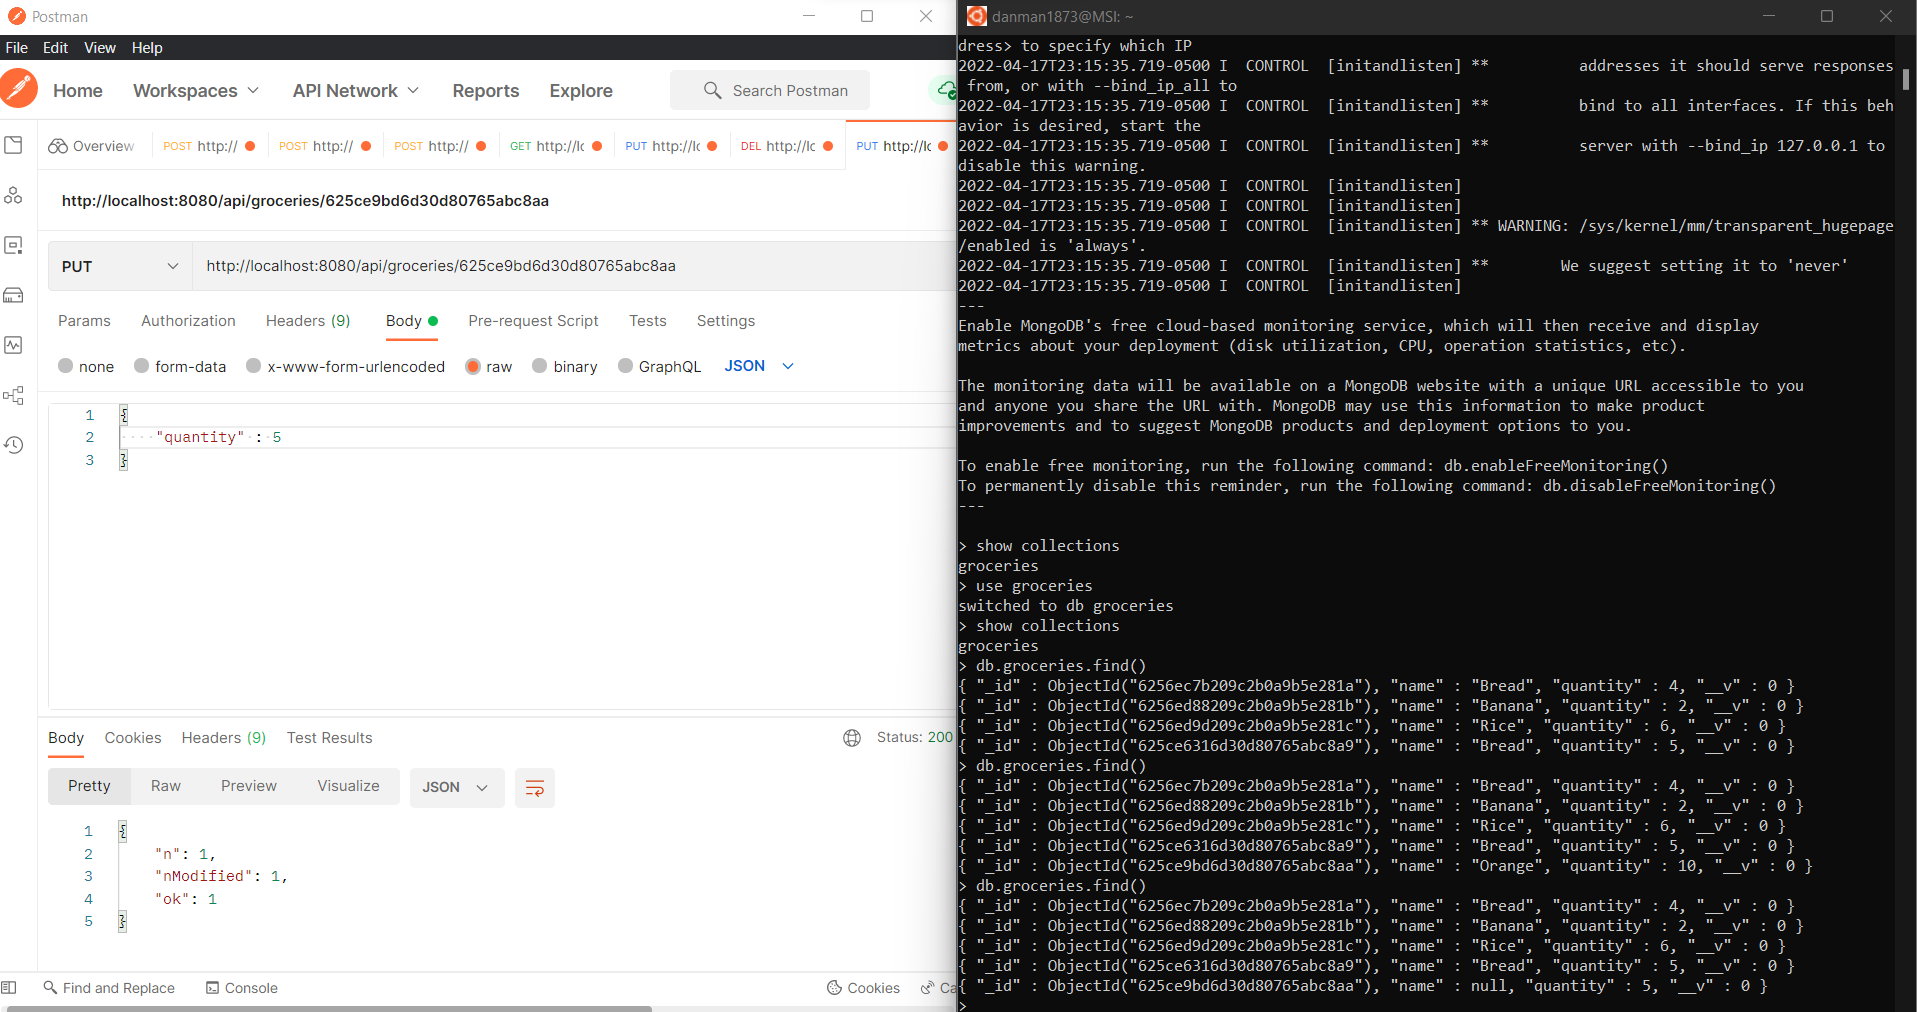 Postman
File Edit View Help
Home Workspaces API Network Reports Explore Search Postman
Overview POST http:// POST http:// POST http:// GET http://lc PUT http://lc DEL http://lc PUT http://lc
http://localhost:8080/api/groceries/625ce9bd6d30d80765abc8aa
PUT http://localhost:8080/api/groceries/625ce9bd6d30d80765abc8aa
Params Authorization Headers (9) Body Pre-request Script Tests Settings
none form-data x-www-form-urlencoded raw binary GraphQL JSON
1 {
2 "quantity" : 5
3 }
Body Cookies Headers (9) Test Results Status: 200
Pretty Raw Preview Visualize JSON
1 {
2 "n": 1,
3 "nModified": 1,
4 "ok": 1
5 }
Find and Replace Console Cookies Ca
danman1873@MSI: ~
dress> to specify which IP
2022-04-17T23:15:35.719-0500 I  CONTROL  [initandlisten] **          addresses it should serve responses
 from, or with --bind_ip_all to
2022-04-17T23:15:35.719-0500 I  CONTROL  [initandlisten] **          bind to all interfaces. If this beh
avior is desired, start the
2022-04-17T23:15:35.719-0500 I  CONTROL  [initandlisten] **          server with --bind_ip 127.0.0.1 to
disable this warning.
2022-04-17T23:15:35.719-0500 I  CONTROL  [initandlisten]
2022-04-17T23:15:35.719-0500 I  CONTROL  [initandlisten]
2022-04-17T23:15:35.719-0500 I  CONTROL  [initandlisten] ** WARNING: /sys/kernel/mm/transparent_hugepage
/enabled is 'always'.
2022-04-17T23:15:35.719-0500 I  CONTROL  [initandlisten] **        We suggest setting it to 'never'
2022-04-17T23:15:35.719-0500 I  CONTROL  [initandlisten]
---
Enable MongoDB's free cloud-based monitoring service, which will then receive and display
metrics about your deployment (disk utilization, CPU, operation statistics, etc).
The monitoring data will be available on a MongoDB website with a unique URL accessible to you
and anyone you share the URL with. MongoDB may use this information to make product
improvements and to suggest MongoDB products and deployment options to you.
To enable free monitoring, run the following command: db.enableFreeMonitoring()
To permanently disable this reminder, run the following command: db.disableFreeMonitoring()
---
> show collections
groceries
> use groceries
switched to db groceries
> show collections
groceries
> db.groceries.find()
{ "_id" : ObjectId("6256ec7b209c2b0a9b5e281a"), "name" : "Bread", "quantity" : 4, "__v" : 0 }
{ "_id" : ObjectId("6256ed88209c2b0a9b5e281b"), "name" : "Banana", "quantity" : 2, "__v" : 0 }
{ "_id" : ObjectId("6256ed9d209c2b0a9b5e281c"), "name" : "Rice", "quantity" : 6, "__v" : 0 }
{ "_id" : ObjectId("625ce6316d30d80765abc8a9"), "name" : "Bread", "quantity" : 5, "__v" : 0 }
> db.groceries.find()
{ "_id" : ObjectId("6256ec7b209c2b0a9b5e281a"), "name" : "Bread", "quantity" : 4, "__v" : 0 }
{ "_id" : ObjectId("6256ed88209c2b0a9b5e281b"), "name" : "Banana", "quantity" : 2, "__v" : 0 }
{ "_id" : ObjectId("6256ed9d209c2b0a9b5e281c"), "name" : "Rice", "quantity" : 6, "__v" : 0 }
{ "_id" : ObjectId("625ce6316d30d80765abc8a9"), "name" : "Bread", "quantity" : 5, "__v" : 0 }
{ "_id" : ObjectId("625ce9bd6d30d80765abc8aa"), "name" : "Orange", "quantity" : 10, "__v" : 0 }
> db.groceries.find()
{ "_id" : ObjectId("6256ec7b209c2b0a9b5e281a"), "name" : "Bread", "quantity" : 4, "__v" : 0 }
{ "_id" : ObjectId("6256ed88209c2b0a9b5e281b"), "name" : "Banana", "quantity" : 2, "__v" : 0 }
{ "_id" : ObjectId("6256ed9d209c2b0a9b5e281c"), "name" : "Rice", "quantity" : 6, "__v" : 0 }
{ "_id" : ObjectId("625ce6316d30d80765abc8a9"), "name" : "Bread", "quantity" : 5, "__v" : 0 }
{ "_id" : ObjectId("625ce9bd6d30d80765abc8aa"), "name" : null, "quantity" : 5, "__v" : 0 }
>